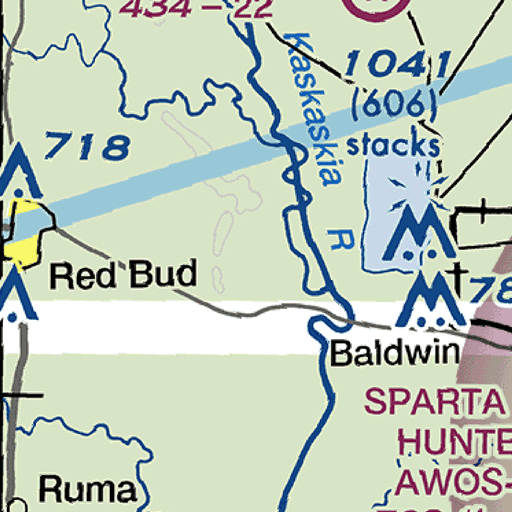 434 - 22
Kaskaskia
R
1041
(606)
stacks
718
Red Bud
78
Baldwin
SPARTA
HUNTE
AWOS-
Ruma